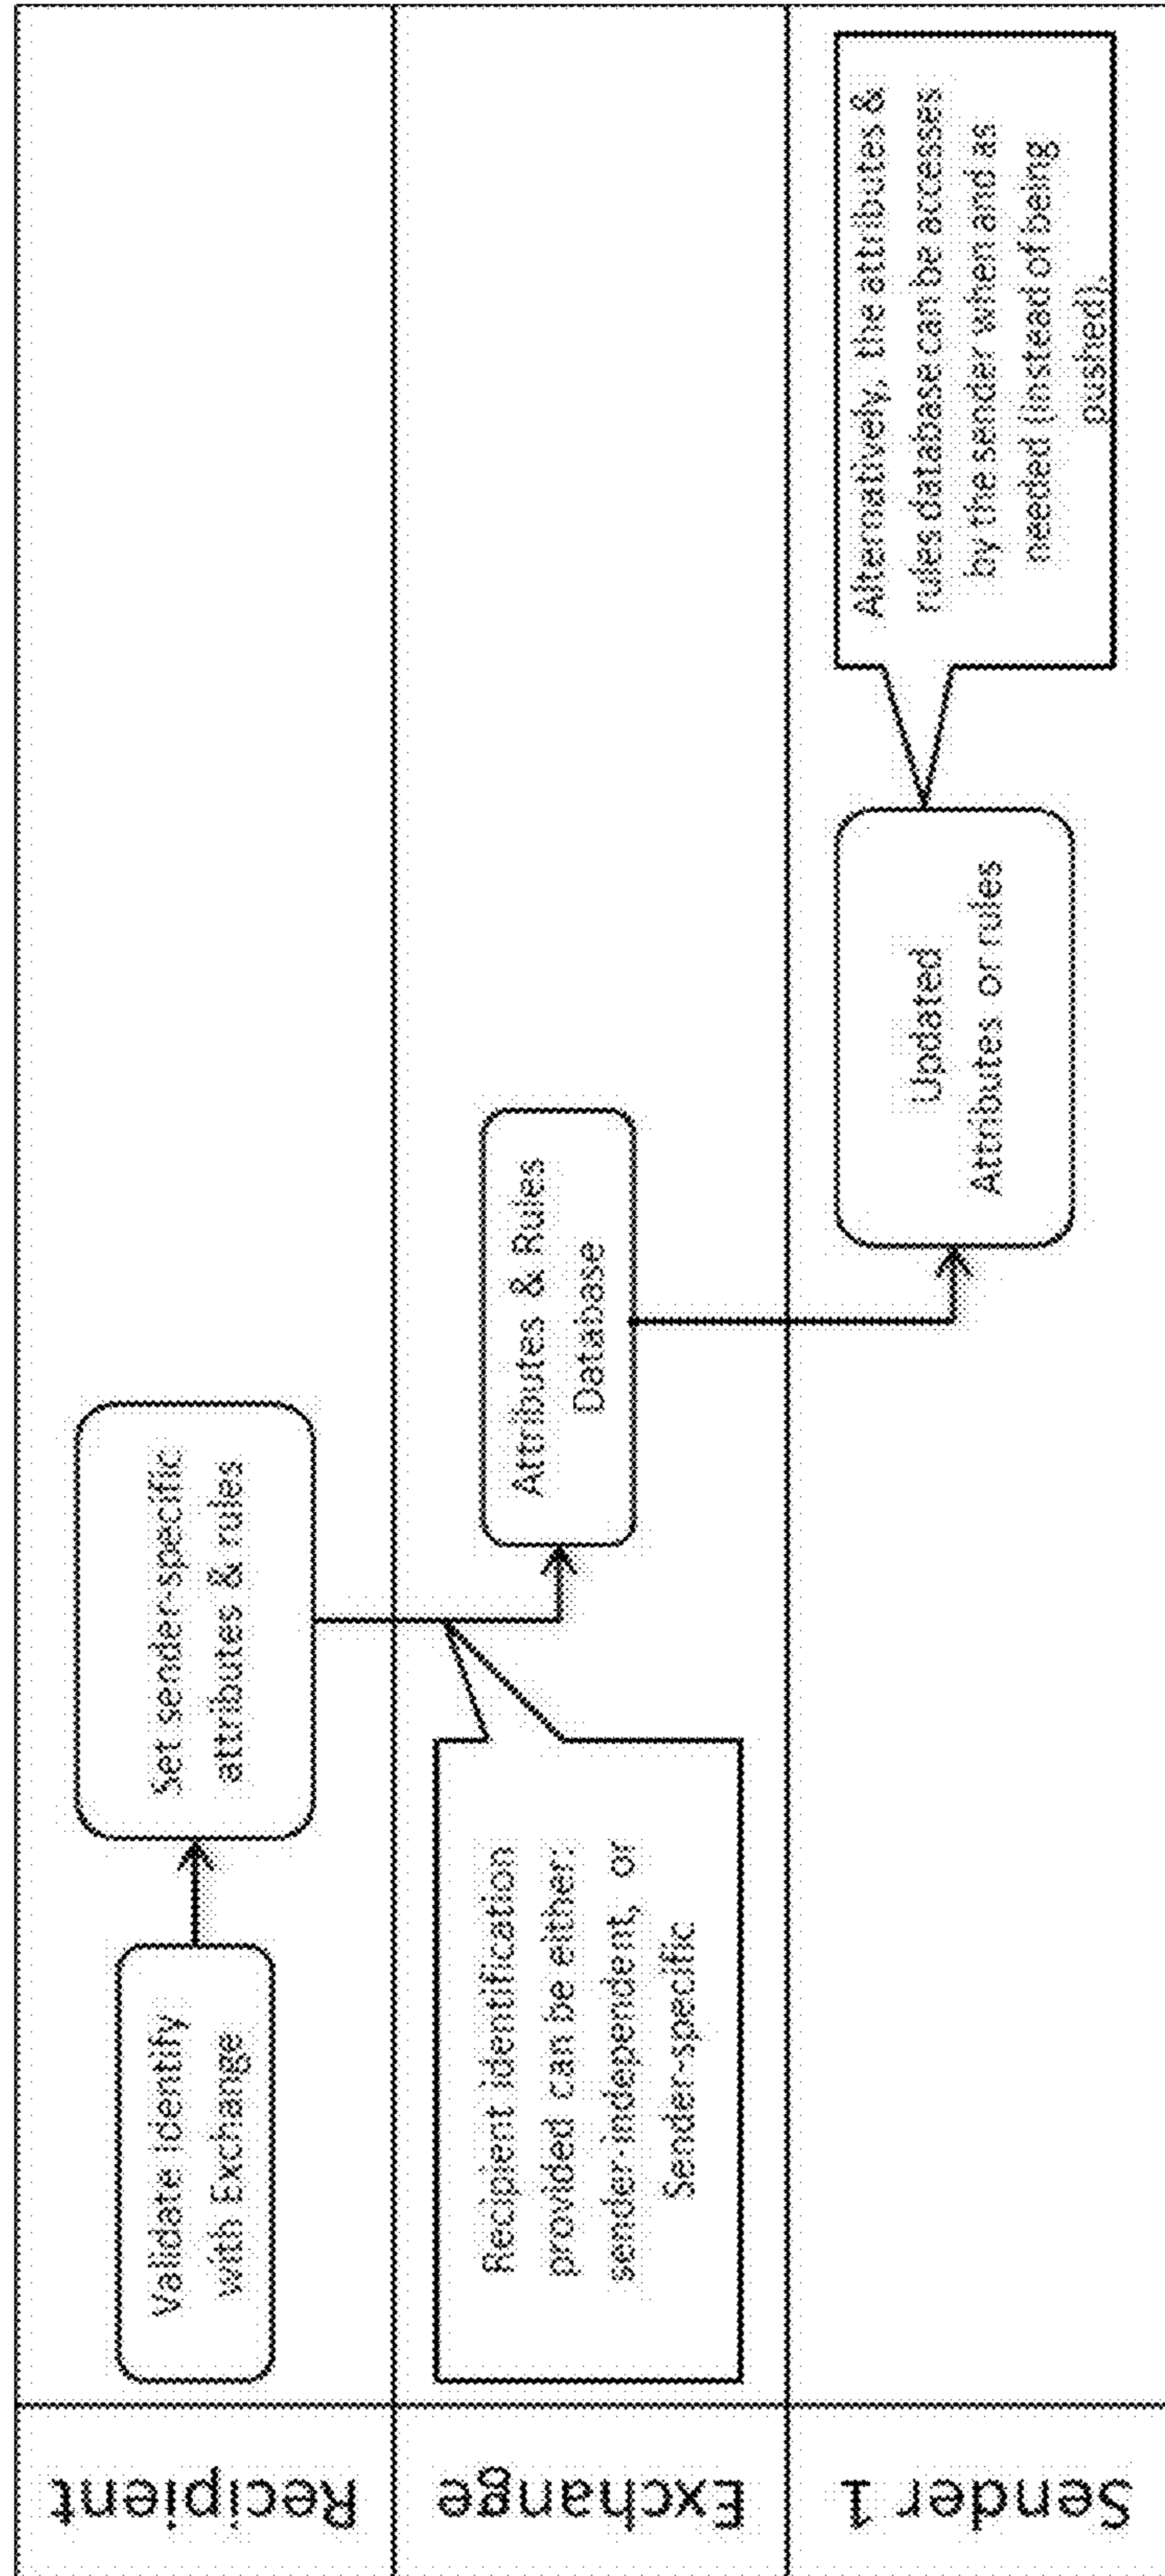 Recipient
Validate Identify
with Exchange
Set sender-specific
attributes & rules
Exchange
Recipient identification
provided can be either:
sender-independent, or
Sender-specific
Attributes & Rules
Database
Sender 1
Updated
Attributes or rules
Alternatively, the attributes &
rules database can be accesses
by the sender when and as
needed (instead of being
pushed).